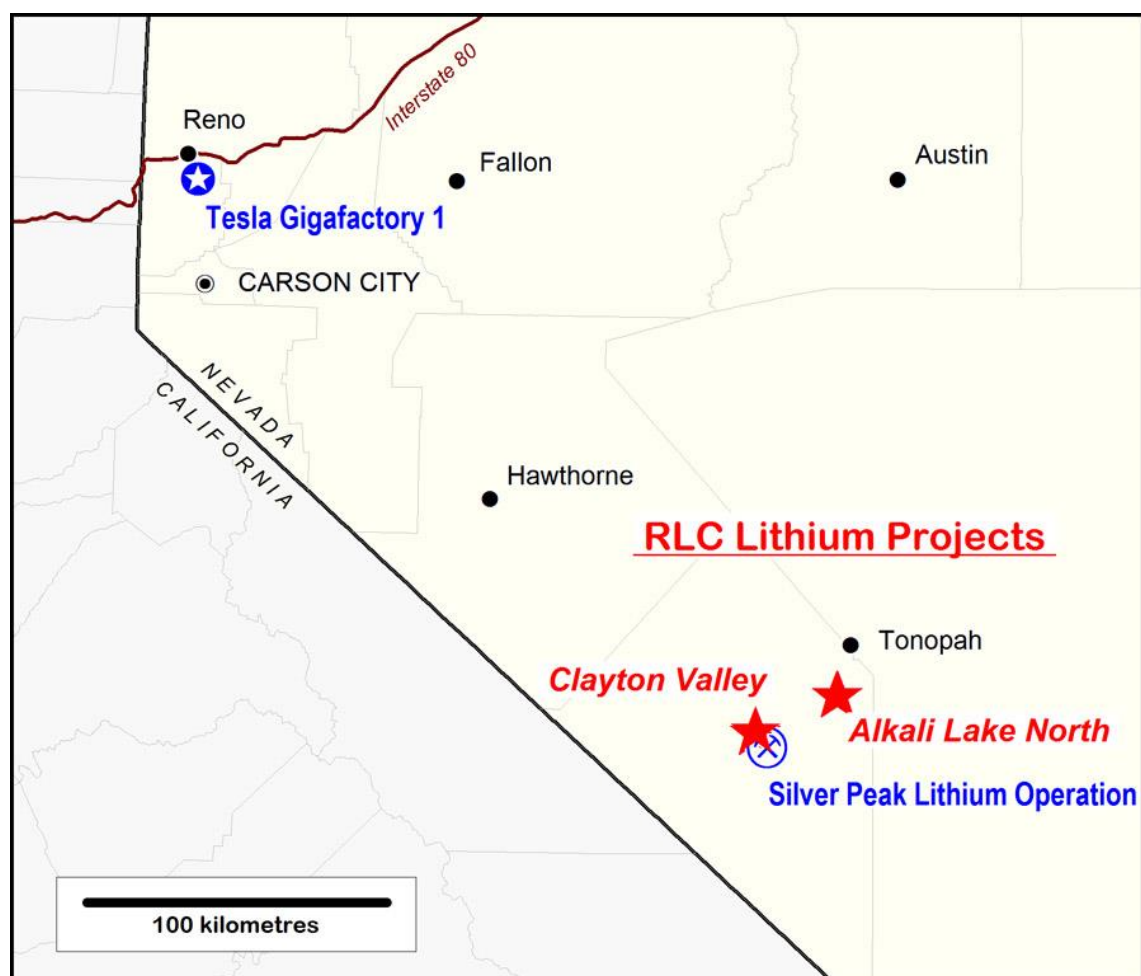 Interstate 80
Reno
Fallon
Austin
Tesla Gigafactory 1
CARSON CITY
NEVADA
CALIFORNIA
Hawthorne
RLC Lithium Projects
Tonopah
Clayton Valley
Alkali Lake North
Silver Peak Lithium Operation
100 kilometres